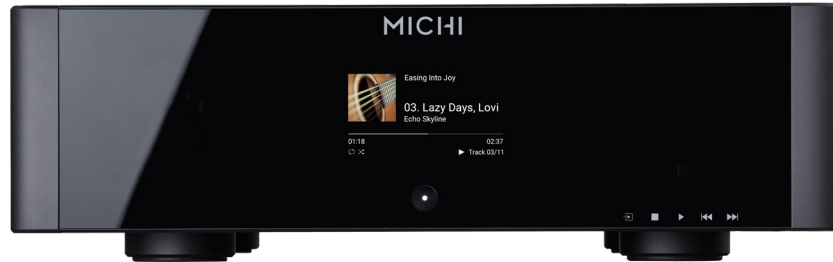 MICHI
Easing Into Joy
03. Lazy Days, Lovi
Echo Skyline
01:18 02:37
Track 03/11